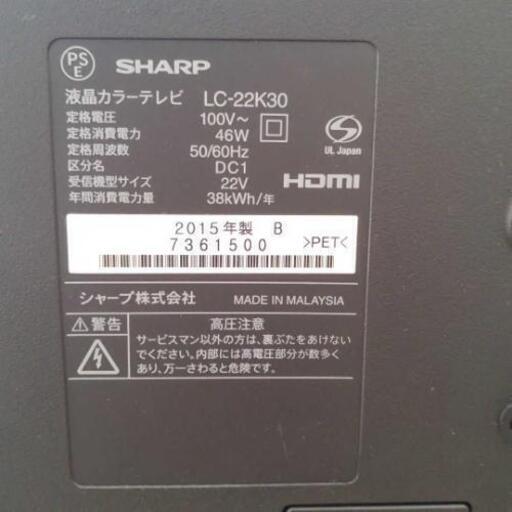 PS
E
SHARP
液晶カラーテレビ LC-22K30
定格電圧 100V～
定格消費電力 46W
定格周波数 50/60Hz
区分名 DC1
受信機型サイズ 22V
年間消費電力量 38kWh/年
UL Japan
HDMI
2015年製 B
7361500 >PET<
シャープ株式会社 MADE IN MALAYSIA
警告
高圧注意
サービスマン以外の方は、裏ぶたをあけない
でください。内部には高電圧部分が数多く
あり、万一さわると危険です。